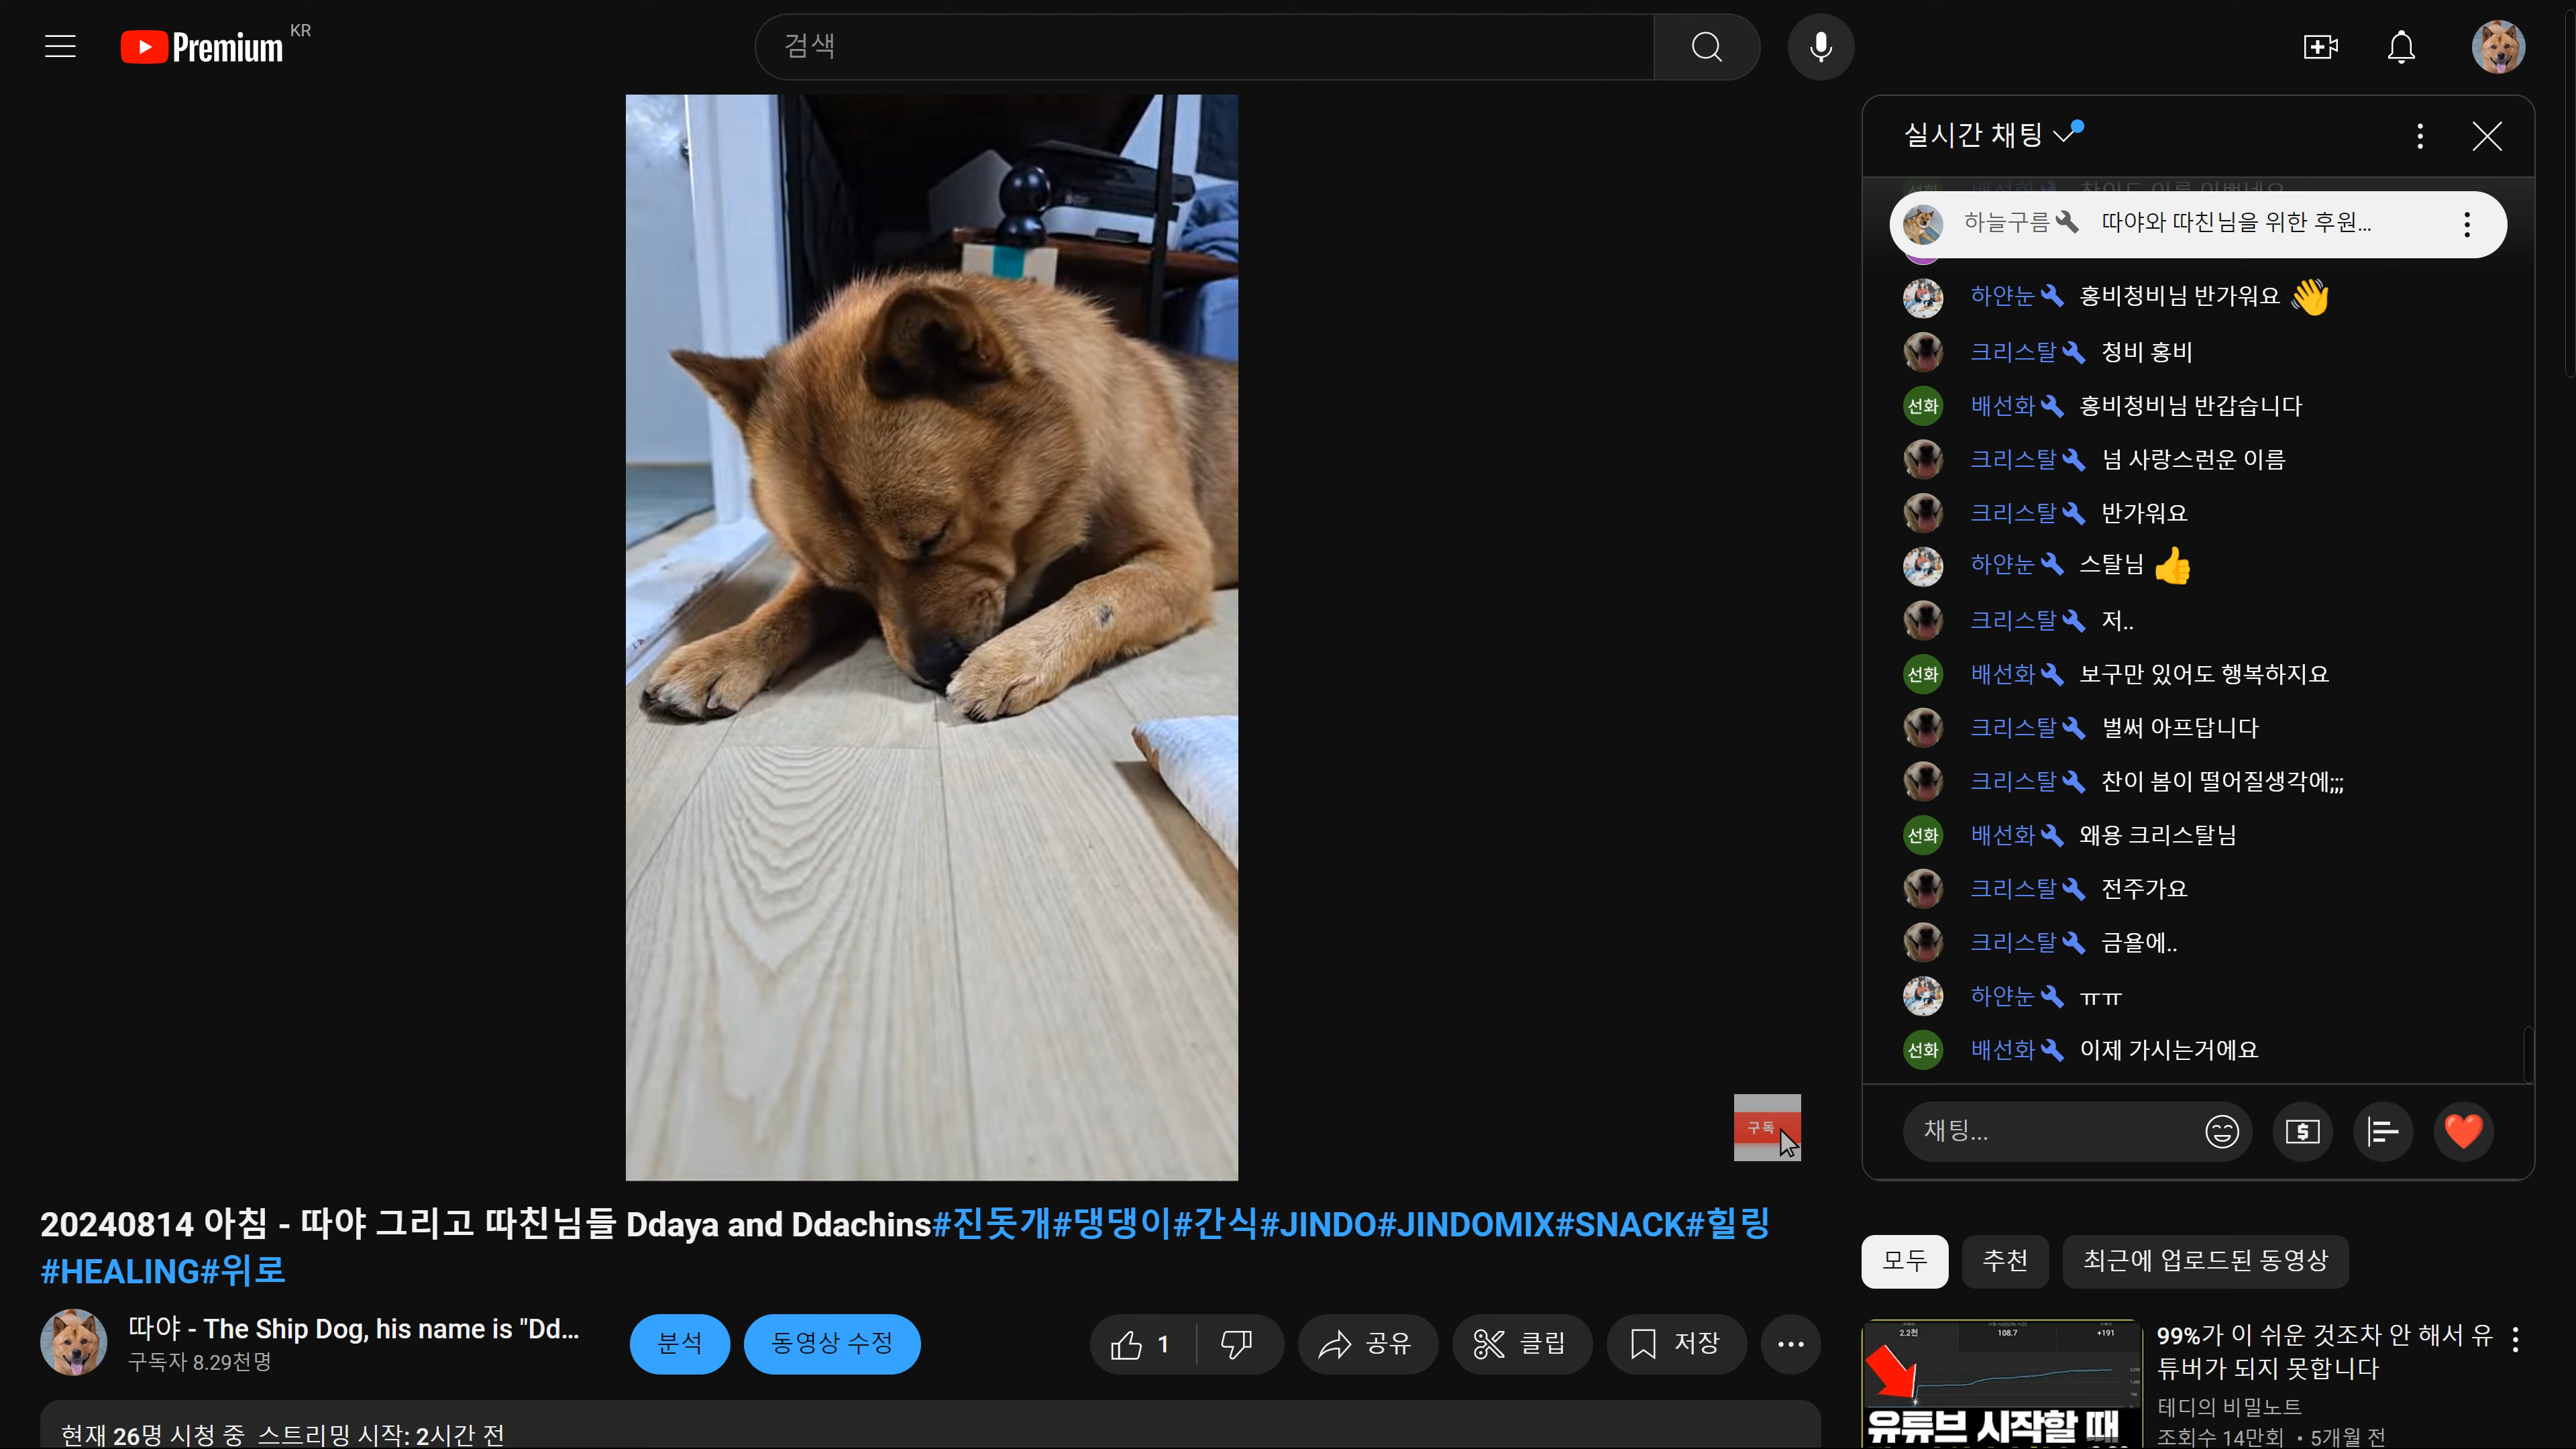 Premium KR
검색
실시간 채팅
하늘구름 따야와 따친님을 위한 후원...
하얀눈 홍비청비님 반가워요 👋
크리스탈 청비 홍비
선화 배선화 홍비청비님 반갑습니다
크리스탈 넘 사랑스런운 이름
크리스탈 반가워요
하얀눈 스탈님 👍
크리스탈 저..
선화 배선화 보구만 있어도 행복하지요
크리스탈 벌써 아프답니다
크리스탈 찬이 봄이 떨어질생각에;;;
선화 배선화 왜용 크리스탈님
크리스탈 전주가요
크리스탈 금욜에..
하얀눈 ㅠㅠ
선화 배선화 이제 가시는거에요
채팅...
구독
20240814 아침 - 따야 그리고 따친님들 Ddaya and Ddachins#진돗개#댕댕이#간식#JINDO#JINDOMIX#SNACK#힐링
#HEALING#위로
따야 - The Ship Dog, his name is "Dd...
구독자 8.29천명
분석
동영상 수정
1
공유
클립
저장
현재 26명 시청 중 스트리밍 시작: 2시간 전
모두
추천
최근에 업로드된 동영상
2.2천 108.7 +191
유튜브 시작할 때
99%가 이 쉬운 것조차 안 해서 유
튜버가 되지 못합니다
테디의 비밀노트
조회수 14만회 • 5개월 전